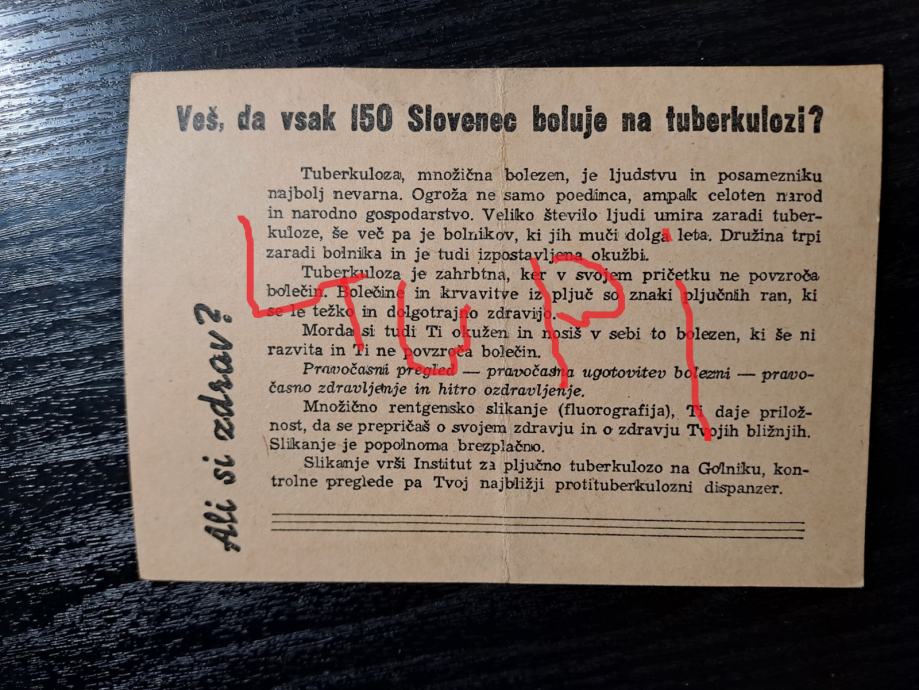 Veš, da vsak 150 Slovenec boluje na tuberkulozi?
Ali si zdrav?
Tuberkuloza, množična bolezen, je ljudstvu in posamezniku
najbolj nevarna. Ogroža ne samo poedinca, ampak celoten narod
in narodno gospodarstvo. Veliko število ljudi umira zaradi tuber-
kuloze, še več pa je bolnikov, ki jih muči dolga leta. Družina trpi
zaradi bolnika in je tudi izpostavljena okužbi.
Tuberkuloza je zahrbtna, ker v svojem pričetku ne povzroča
bolečin. Bolečine in krvavitve iz pljuč so znaki pljučnih ran, ki
se le težko in dolgotrajno zdravijo.
Morda si tudi Ti okužen in nosiš v sebi to bolezen, ki še ni
razvita in Ti ne povzroča bolečin.
Pravočasni pregled — pravočasna ugotovitev bolezni — pravo-
časno zdravljenje in hitro ozdravljenje.
Množično rentgensko slikanje (fluorografija), Ti daje prilož-
nost, da se prepričaš o svojem zdravju in o zdravju Tvojih bližnjih.
Slikanje je popolnoma brezplačno.
Slikanje vrši Institut za pljučno tuberkulozo na Golniku, kon-
trolne preglede pa Tvoj najbližji protituberkulozni dispanzer.